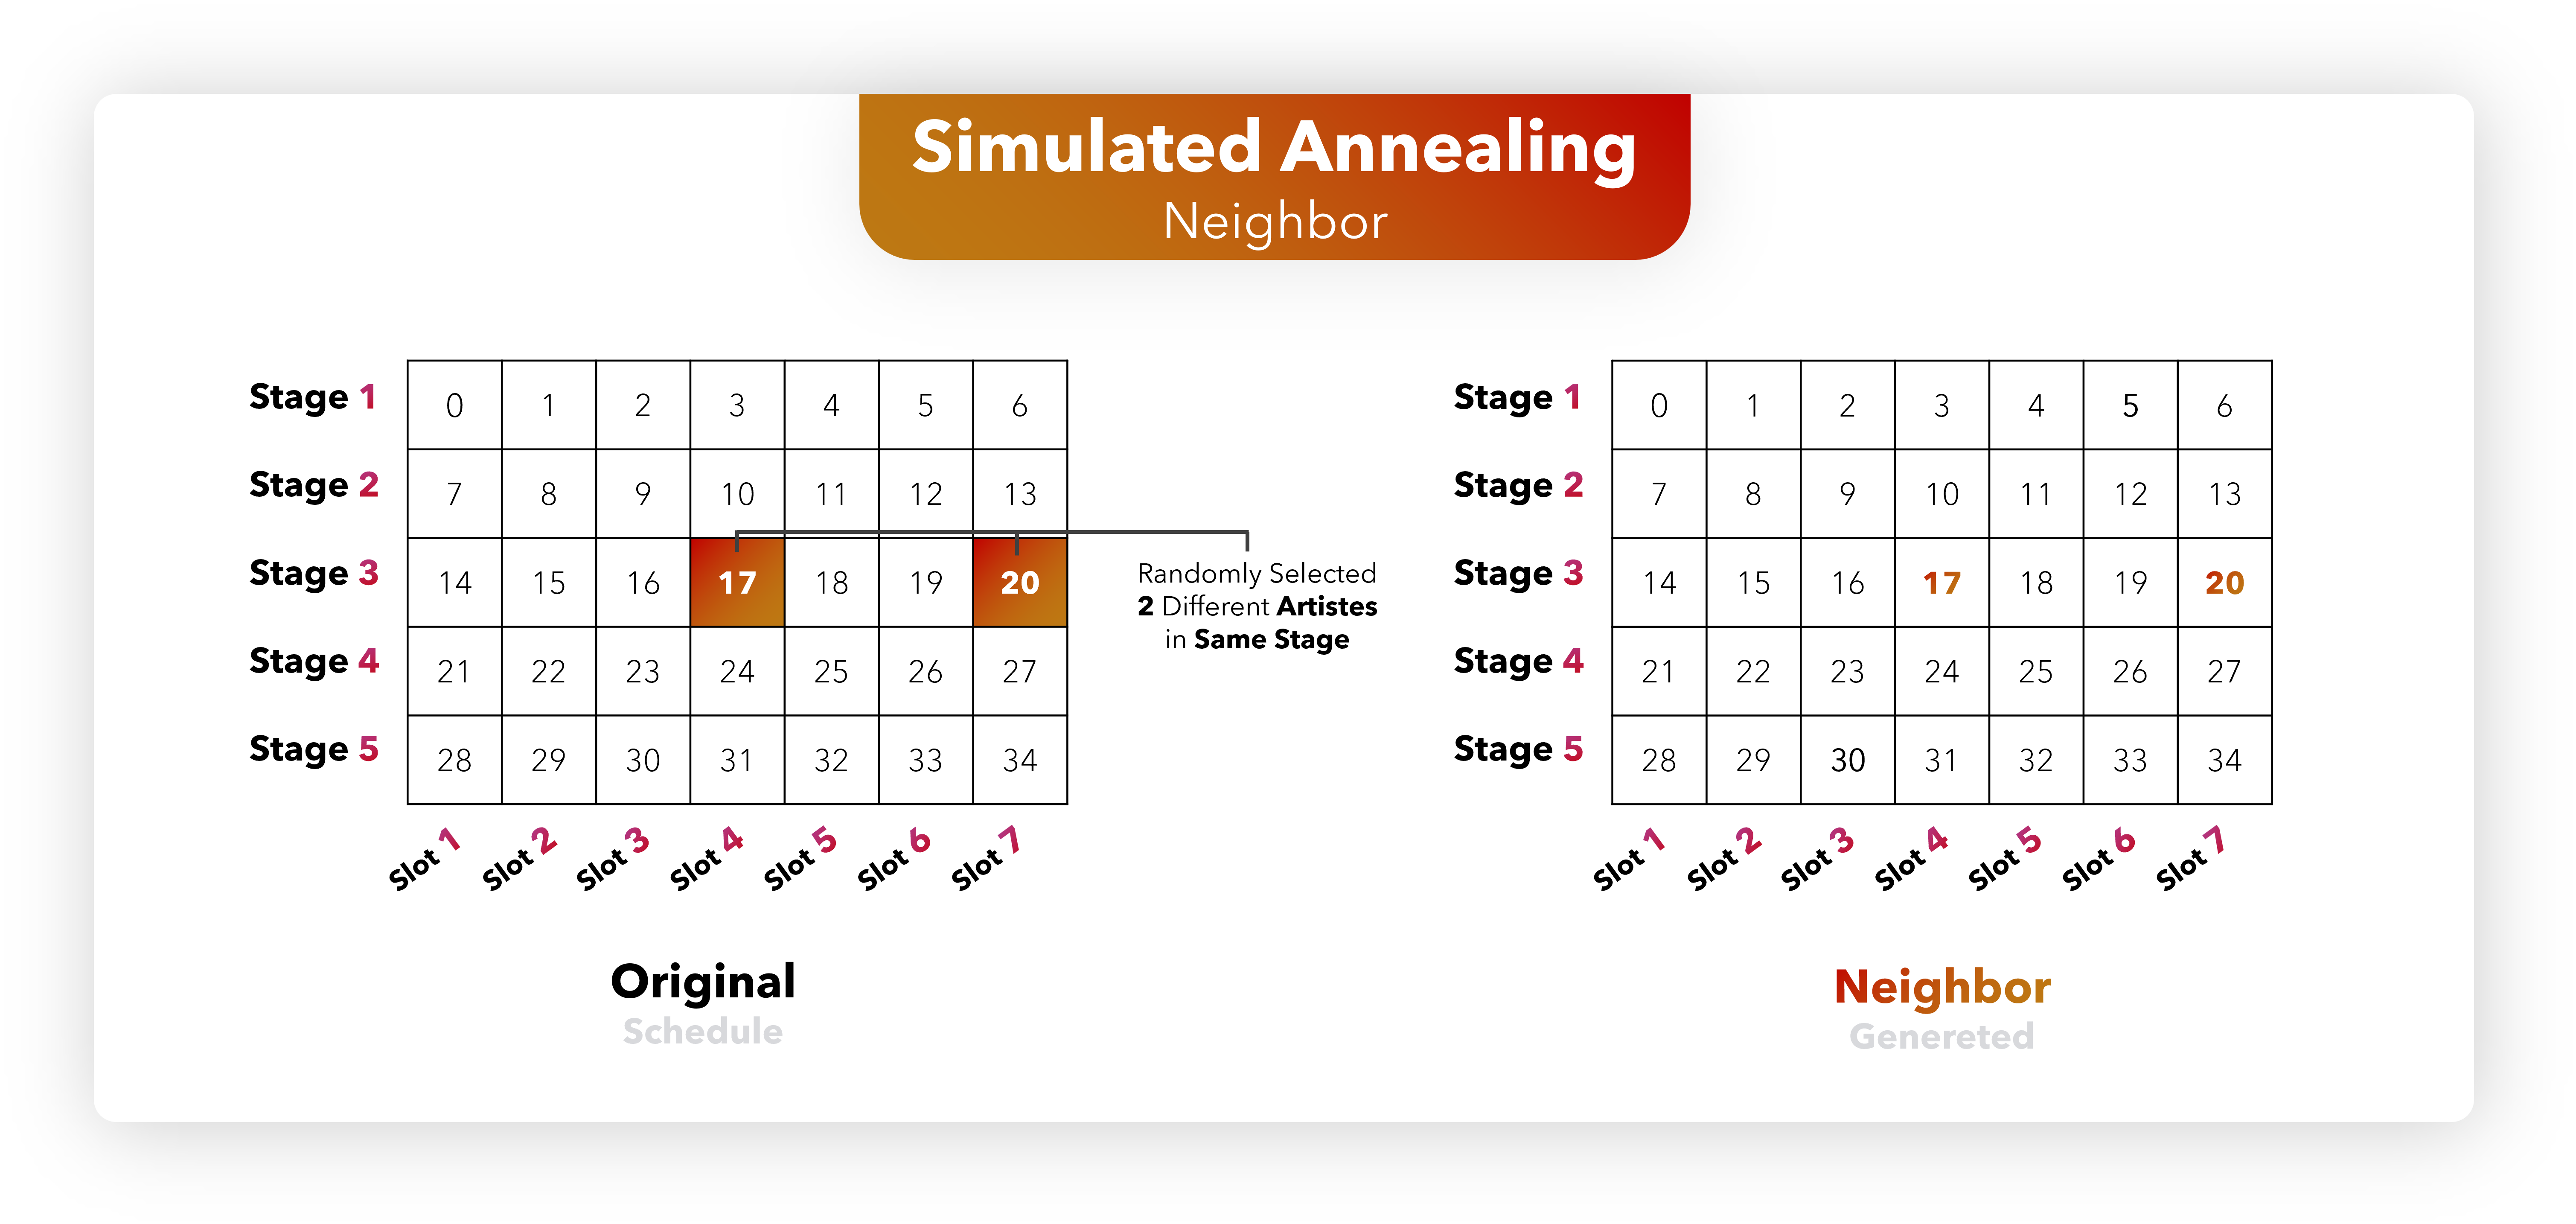 Simulated Annealing
Neighbor
Stage 1 0 1 2 3 4 5 6
Stage 2 7 8 9 10 11 12 13
Stage 3 14 15 16 17 18 19 20
Stage 4 21 22 23 24 25 26 27
Stage 5 28 29 30 31 32 33 34
Slot 1 Slot 2 Slot 3 Slot 4 Slot 5 Slot 6 Slot 7
Original
Schedule
Randomly Selected
2 Different Artistes
in Same Stage
Stage 1 0 1 2 3 4 5 6
Stage 2 7 8 9 10 11 12 13
Stage 3 14 15 16 17 18 19 20
Stage 4 21 22 23 24 25 26 27
Stage 5 28 29 30 31 32 33 34
Slot 1 Slot 2 Slot 3 Slot 4 Slot 5 Slot 6 Slot 7
Neighbor
Genereted